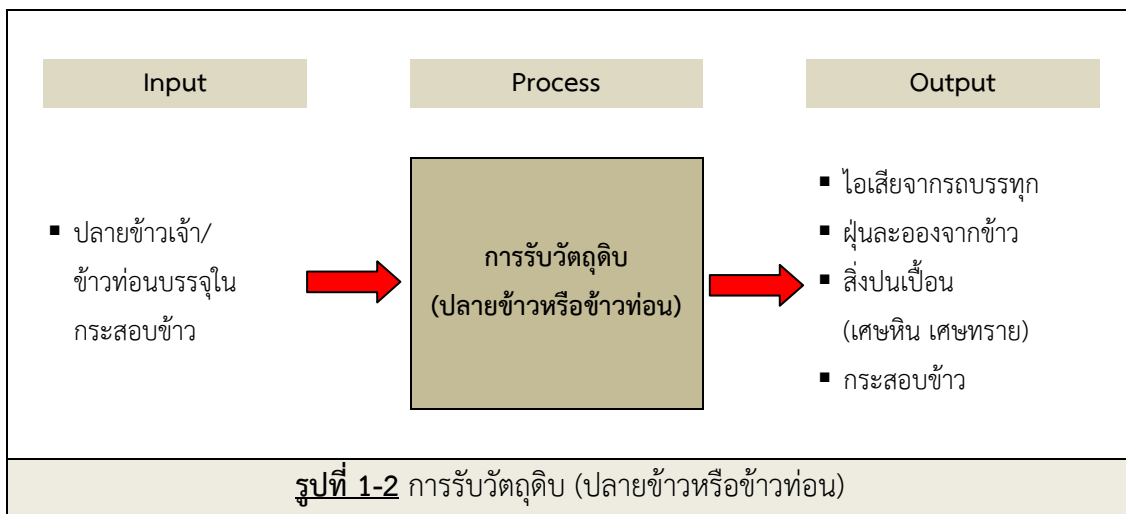 Input
Process
Output
▪ ปลายข้าวเจ้า/
ข้าวท่อนบรรจุใน
กระสอบข้าว
การรับวัตถุดิบ
(ปลายข้าวหรือข้าวท่อน)
▪ ไอเสียจากรถบรรทุก
▪ ฝุ่นละอองจากข้าว
▪ สิ่งปนเปื้อน
(เศษหิน เศษทราย)
▪ กระสอบข้าว
รูปที่ 1-2 การรับวัตถุดิบ (ปลายข้าวหรือข้าวท่อน)